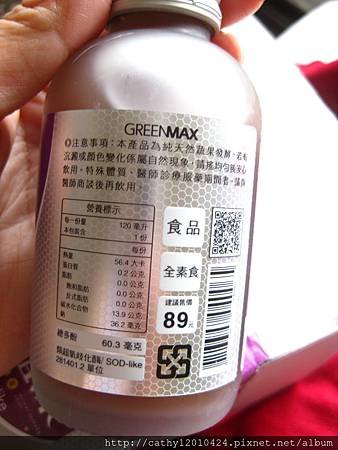 GREENMAX
◎注意事項：本產品為純天然蔬果發酵，若有
沉澱或顏色變化係屬自然現象，請搖均勻後安心
飲用。特殊體質、醫師診療服藥期間者，請與
醫師商談後再飲用。
營養標示
每一份量 120 毫升
本包裝含 1 份
每份
熱量 56.4 大卡
蛋白質 0.2 公克
脂肪 0.0 公克
飽和脂肪 0.0 公克
反式脂肪 0.0 公克
碳水化合物 13.9 公克
鈉 36.2 毫克
總多酚 60.3 毫克
類超氧歧化酶/ SOD-like
281401.2 單位
食品
全素食
建議售價
89元
http://cathy12010424.pixnet.net/album